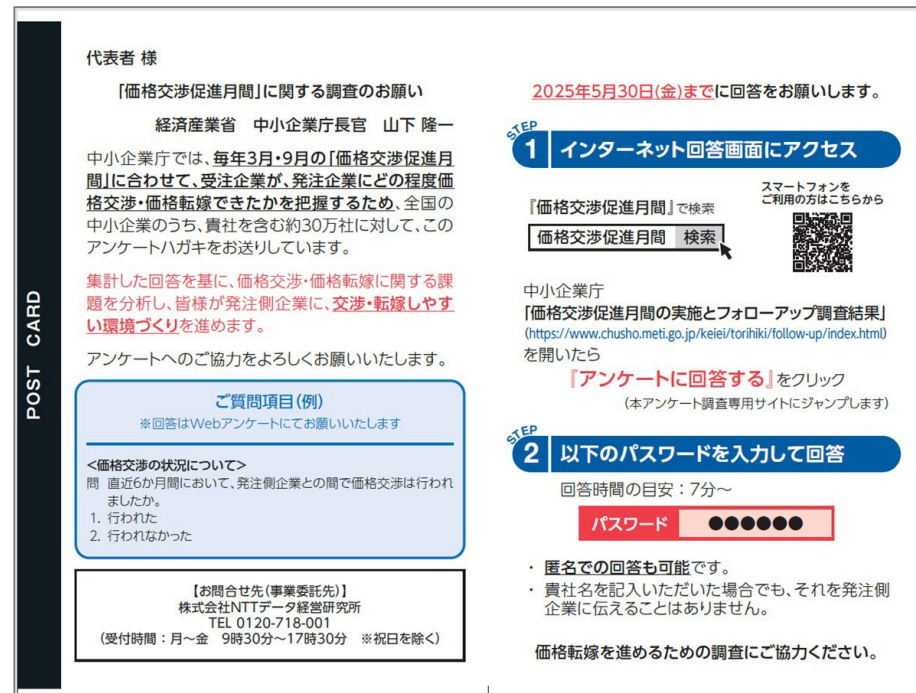 POST CARD
代表者 様
「価格交渉促進月間」に関する調査のお願い
経済産業省　中小企業庁長官　山下 隆一
中小企業庁では、毎年3月・9月の「価格交渉促進月
間」に合わせて、受注企業が、発注企業にどの程度価
格交渉・価格転嫁できたかを把握するため、全国の
中小企業のうち、貴社を含む約30万社に対して、この
アンケートハガキをお送りしています。
集計した回答を基に、価格交渉・価格転嫁に関する課
題を分析し、皆様が発注側企業に、交渉・転嫁しやす
い環境づくりを進めます。
アンケートへのご協力をよろしくお願いいたします。
ご質問項目(例)
※回答はWebアンケートにてお願いいたします
<価格交渉の状況について>
問 直近6か月間において、発注側企業との間で価格交渉は行われ
ましたか。
1. 行われた
2. 行われなかった
【お問合せ先(事業委託先)】
株式会社NTTデータ経営研究所
TEL 0120-718-001
(受付時間：月～金　9時30分～17時30分　※祝日を除く)
2025年5月30日(金)までに回答をお願いします。
STEP
1 インターネット回答画面にアクセス
『価格交渉促進月間』で検索
価格交渉促進月間 検索
スマートフォンを
ご利用の方はこちらから
中小企業庁
「価格交渉促進月間の実施とフォローアップ調査結果」
(https://www.chusho.meti.go.jp/keiei/torihiki/follow-up/index.html)
を開いたら
『アンケートに回答する』をクリック
(本アンケート調査専用サイトにジャンプします)
STEP
2 以下のパスワードを入力して回答
回答時間の目安：7分～
パスワード ●●●●●●
・ 匿名での回答も可能です。
・ 貴社名を記入いただいた場合でも、それを発注側
企業に伝えることはありません。
価格転嫁を進めるための調査にご協力ください。